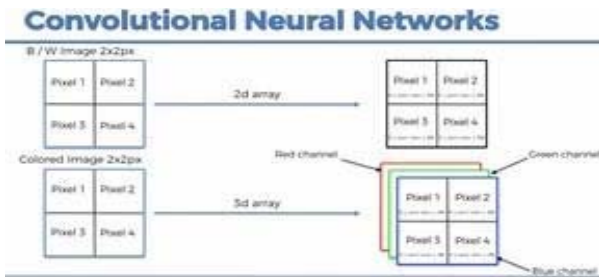 Convolutional Neural Networks
B / W Image 2x2px
Pixel 1 Pixel 2
Pixel 3 Pixel 4
2d array
Pixel 1 Pixel 2
Pixel 3 Pixel 4
Colored Image 2x2px
Pixel 1 Pixel 2
Pixel 3 Pixel 4
3d array
Red channel
Green channel
Pixel 1 Pixel 2
Pixel 3 Pixel 4
Blue channel